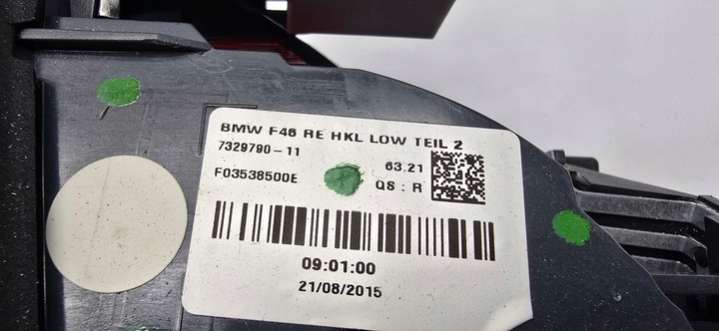 BMW F46 RE HKL LOW TEIL 2
7329790-11
63.21
F03538500E
QS : R
09:01:00
21/08/2015